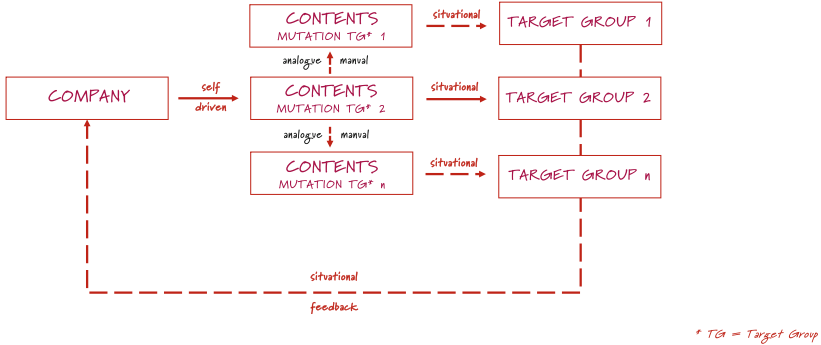 CONTENTS
MUTATION TG* 1
situational
TARGET GROUP 1
analogue manual
COMPANY
self
driven
CONTENTS
MUTATION TG* 2
situational
TARGET GROUP 2
analogue manual
CONTENTS
MUTATION TG* n
situational
TARGET GROUP n
situational
feedback
* TG = Target Group